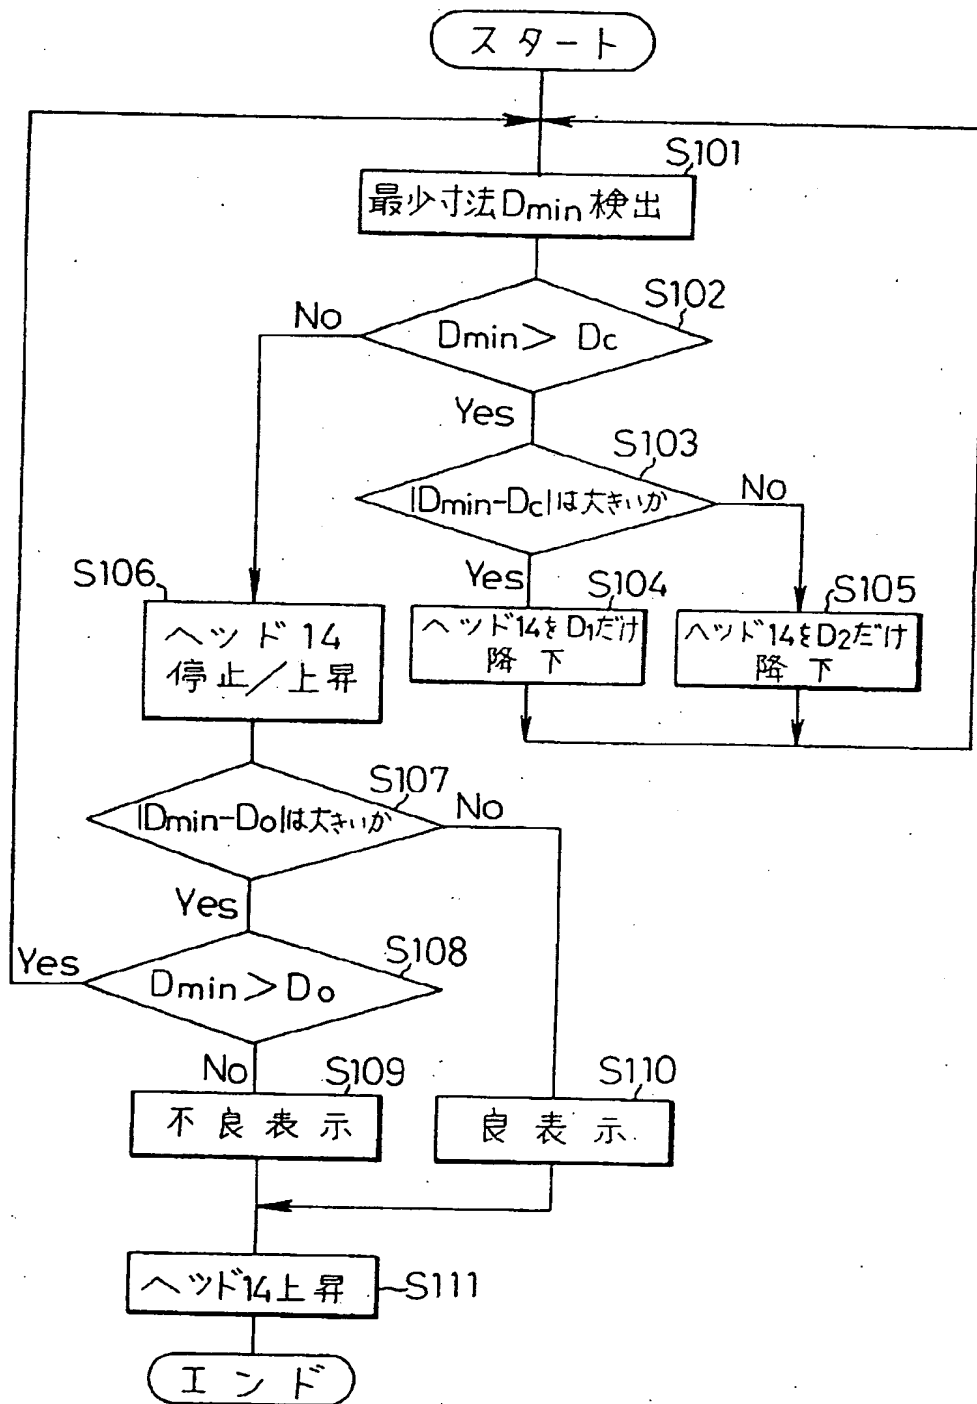 スタート
S101
最少寸法Dmin検出
S102
No
Dmin> Dc
Yes
S103
|Dmin-Dc|は大きいか
No
Yes
S104
ヘッド14をD1だけ
降下
S105
ヘッド14をD2だけ
降下
S106
ヘッド14
停止/上昇
S107
|Dmin-Do|は大きいか
No
Yes
S108
Yes
Dmin>Do
No
S109
不良表示
S110
良表示
ヘッド14上昇
S111
エンド